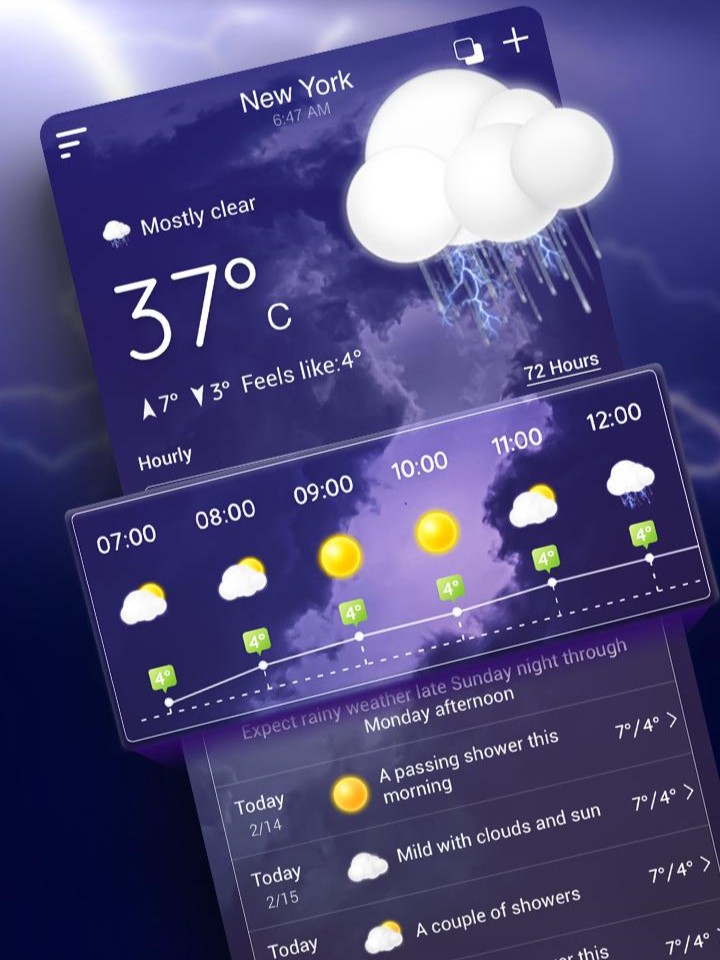 New York
6:47 AM
Mostly clear
37° C
7° 3° Feels like:4°
72 Hours
Hourly
07:00 08:00 09:00 10:00 11:00 12:00
4° 4° 4° 4° 4° 4°
Expect rainy weather late Sunday night through
Monday afternoon
Today
2/14
A passing shower this
morning
7°/4°
Today
2/15
Mild with clouds and sun
7°/4°
Today
A couple of showers
7°/4°
this
7°/4°